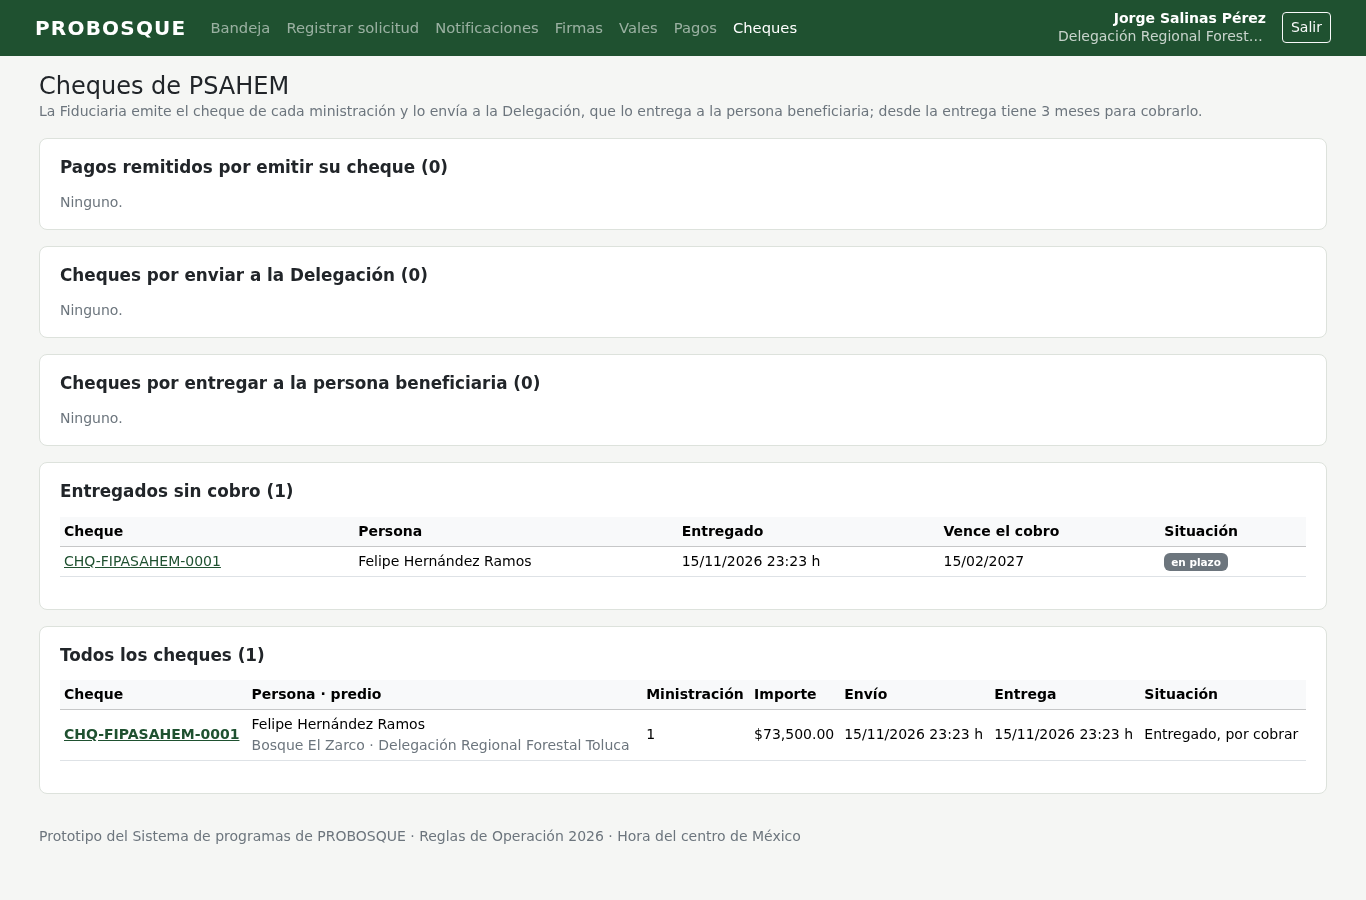 PROBOSQUE Bandeja Registrar solicitud Notificaciones Firmas Vales Pagos Cheques
Jorge Salinas Pérez
Delegación Regional Forest...
Salir
Cheques de PSAHEM
La Fiduciaria emite el cheque de cada ministración y lo envía a la Delegación, que lo entrega a la persona beneficiaria; desde la entrega tiene 3 meses para cobrarlo.
Pagos remitidos por emitir su cheque (0)
Ninguno.
Cheques por enviar a la Delegación (0)
Ninguno.
Cheques por entregar a la persona beneficiaria (0)
Ninguno.
Entregados sin cobro (1)
Cheque Persona Entregado Vence el cobro Situación
CHQ-FIPASAHEM-0001 Felipe Hernández Ramos 15/11/2026 23:23 h 15/02/2027 en plazo
Todos los cheques (1)
Cheque Persona · predio Ministración Importe Envío Entrega Situación
CHQ-FIPASAHEM-0001 Felipe Hernández Ramos 1 $73,500.00 15/11/2026 23:23 h 15/11/2026 23:23 h Entregado, por cobrar
Bosque El Zarco · Delegación Regional Forestal Toluca
Prototipo del Sistema de programas de PROBOSQUE · Reglas de Operación 2026 · Hora del centro de México